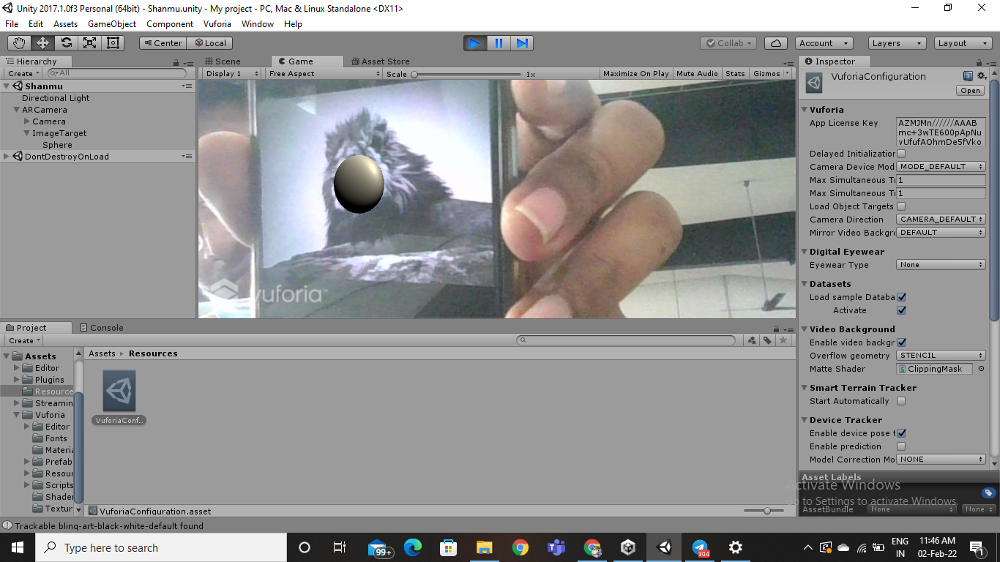 Unity 2017.1.0f3 Personal (64bit) - Shanmu.unity - My project - PC, Mac & Linux Standalone <DX11>
File Edit Assets GameObject Component Vuforia Window Help
Center Local Collab Account Layers Layout
Hierarchy
Create All
Shanmu
Directional Light
ARCamera
Camera
ImageTarget
Sphere
DontDestroyOnLoad
Scene Game Asset Store
Display 1 Free Aspect Scale 1x Maximize On Play Mute Audio Stats Gizmos
vuforia™
Inspector
VuforiaConfiguration
Open
Vuforia
App License Key AZMJMn//////AAAB
mc+3wTE600pApNu
vUfufAOhmDe5fVko
Delayed Initialization
Camera Device Mod MODE_DEFAULT
Max Simultaneous Tr 1
Max Simultaneous Tr 1
Load Object Targets
Camera Direction CAMERA_DEFAULT
Mirror Video Backgro DEFAULT
Digital Eyewear
Eyewear Type None
Datasets
Load sample Databa
Activate
Video Background
Enable video backgr
Overflow geometry STENCIL
Matte Shader ClippingMask
Smart Terrain Tracker
Start Automatically
Device Tracker
Enable device pose t
Enable prediction
Model Correction Mo NONE
Asset Labels
AssetBundle None None
Activate Windows
Go to Settings to activate Windows.
Project Console
Create
Assets
Editor
Plugins
Resource
Streamin
Vuforia
Editor
Fonts
Materia
Prefab
Resour
Scripts
Shader
Textur
Assets Resources
VuforiaConf...
VuforiaConfiguration.asset
Trackable bling-art-black-white-default found
Type here to search
99+
304
ENG
IN
11:46 AM
02-Feb-22
1